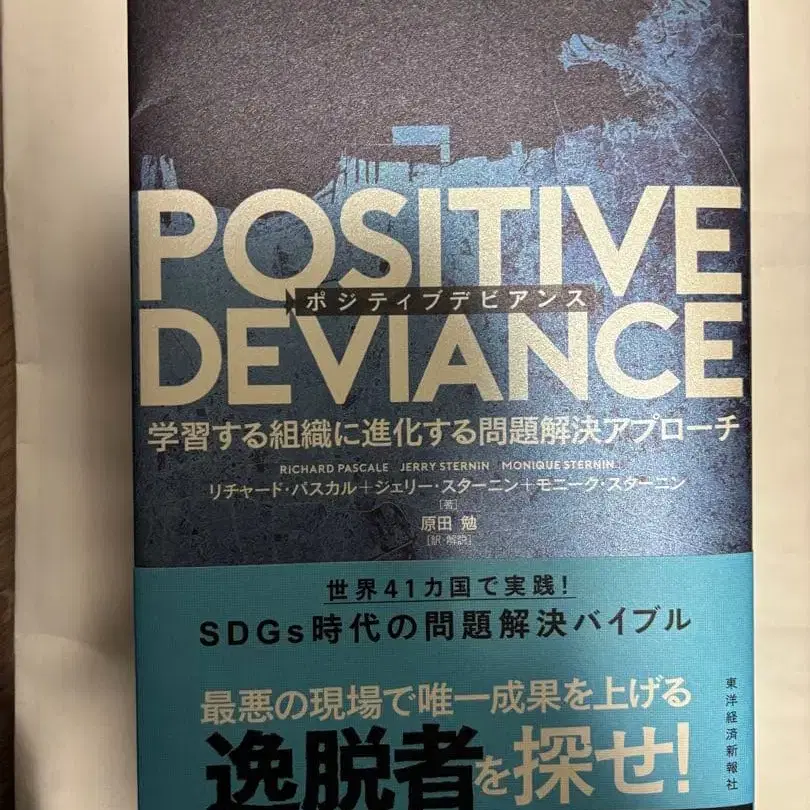 POSITIVE
ポジティブデビアンス
DEVIANCE
学習する組織に進化する問題解決アプローチ
RICHARD PASCALE JERRY STERNIN MONIQUE STERNIN
リチャード・パスカル+ジェリー・スターニン+モニーク・スターニン
[著]
原田 勉
[訳・解説]
世界41カ国で実践!
SDGs時代の問題解決バイブル
最悪の現場で唯一成果を上げる
逸脱者を探せ!
東洋経済新報社